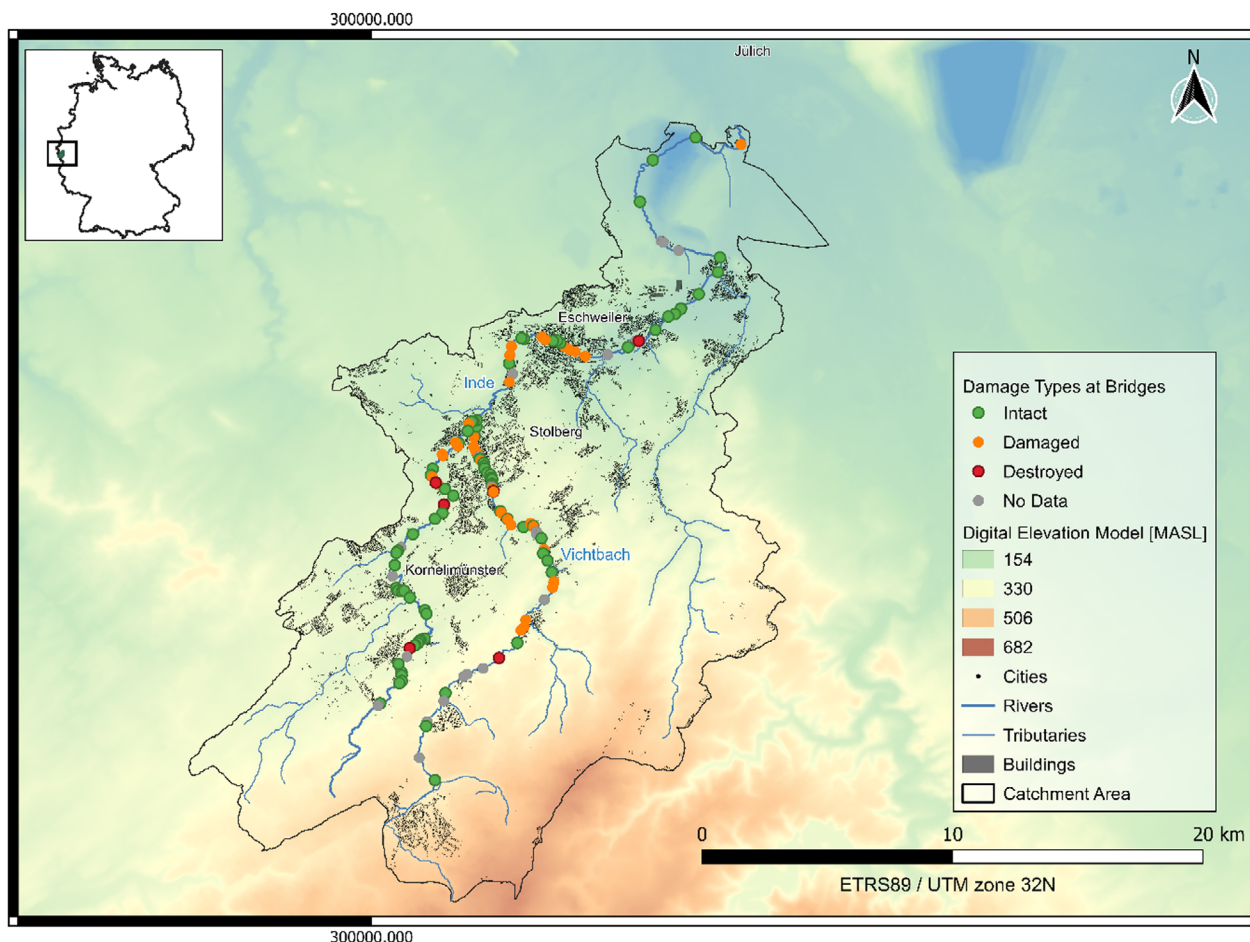 300000.000
Jülich
N
Eschweiler
Inde
Stolberg
Vichtbach
Kornelimünster
Damage Types at Bridges
Intact
Damaged
Destroyed
No Data
Digital Elevation Model [MASL]
154
330
506
682
Cities
Rivers
Tributaries
Buildings
Catchment Area
0 10 20 km
ETRS89 / UTM zone 32N
300000.000